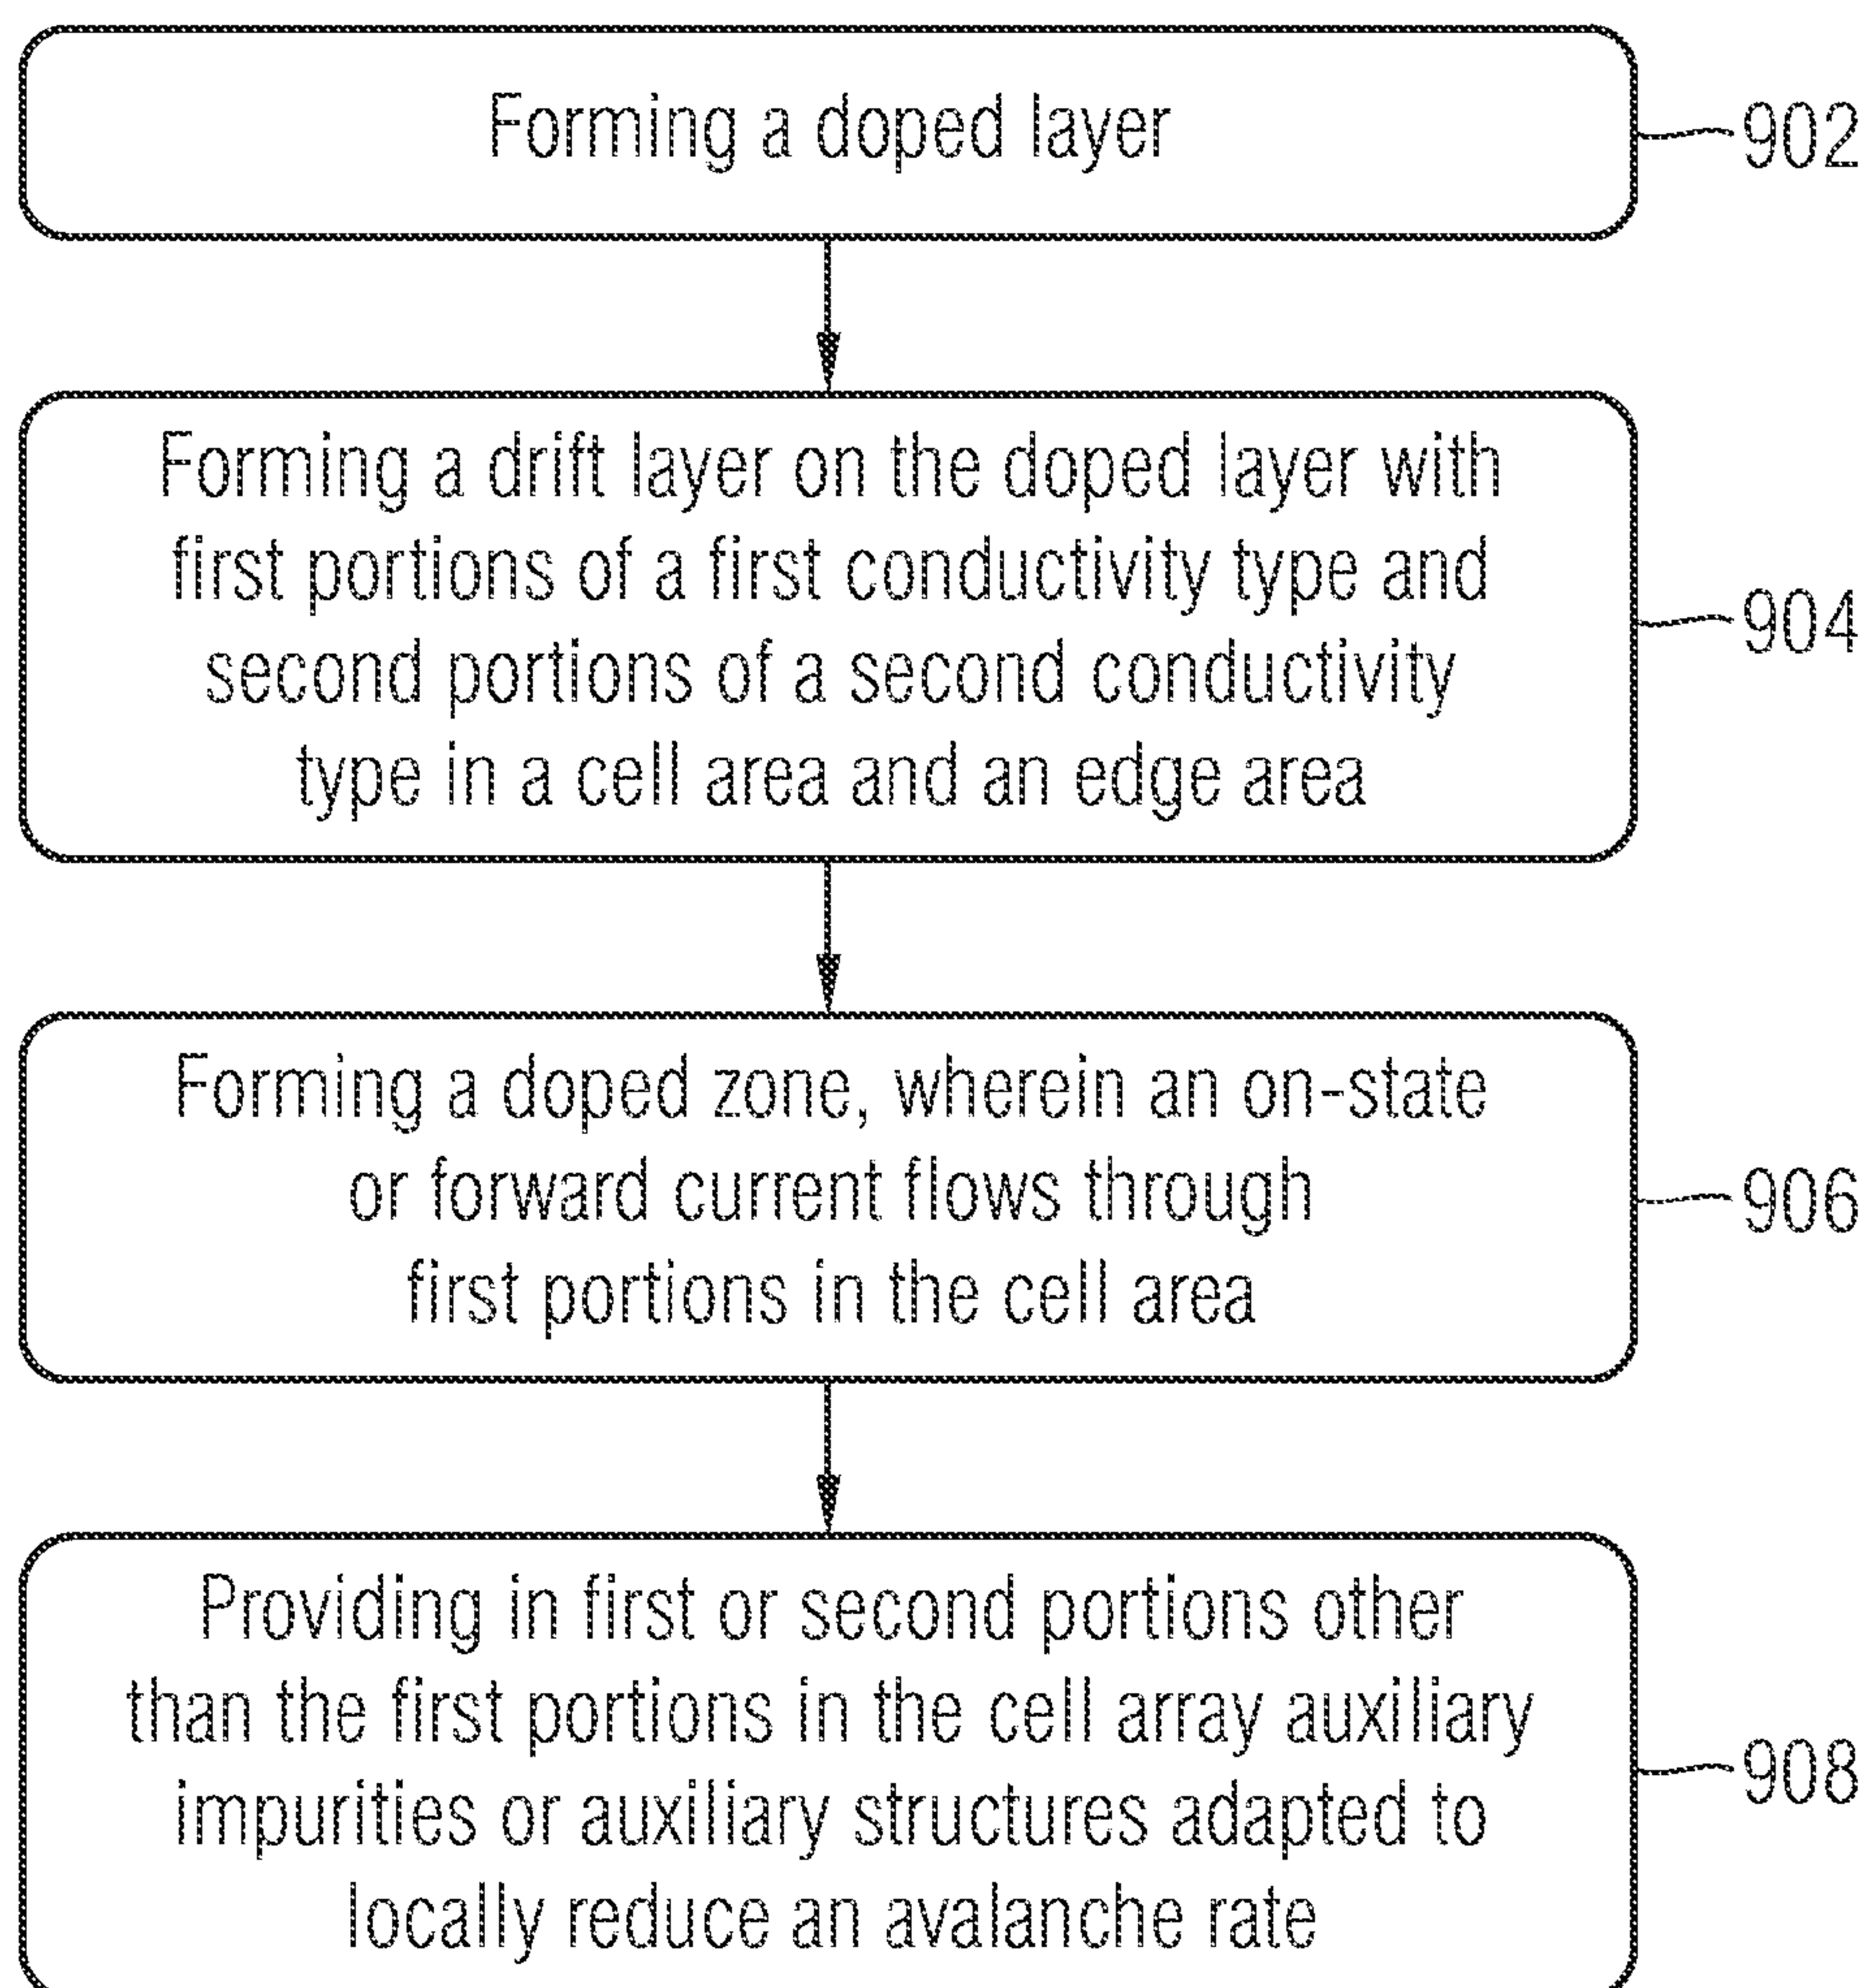 Forming a doped layer
902
Forming a drift layer on the doped layer with
first portions of a first conductivity type and
second portions of a second conductivity
type in a cell area and an edge area
904
Forming a doped zone, wherein an on-state
or forward current flows through
first portions in the cell area
906
Providing in first or second portions other
than the first portions in the cell array auxiliary
impurities or auxiliary structures adapted to
locally reduce an avalanche rate
908